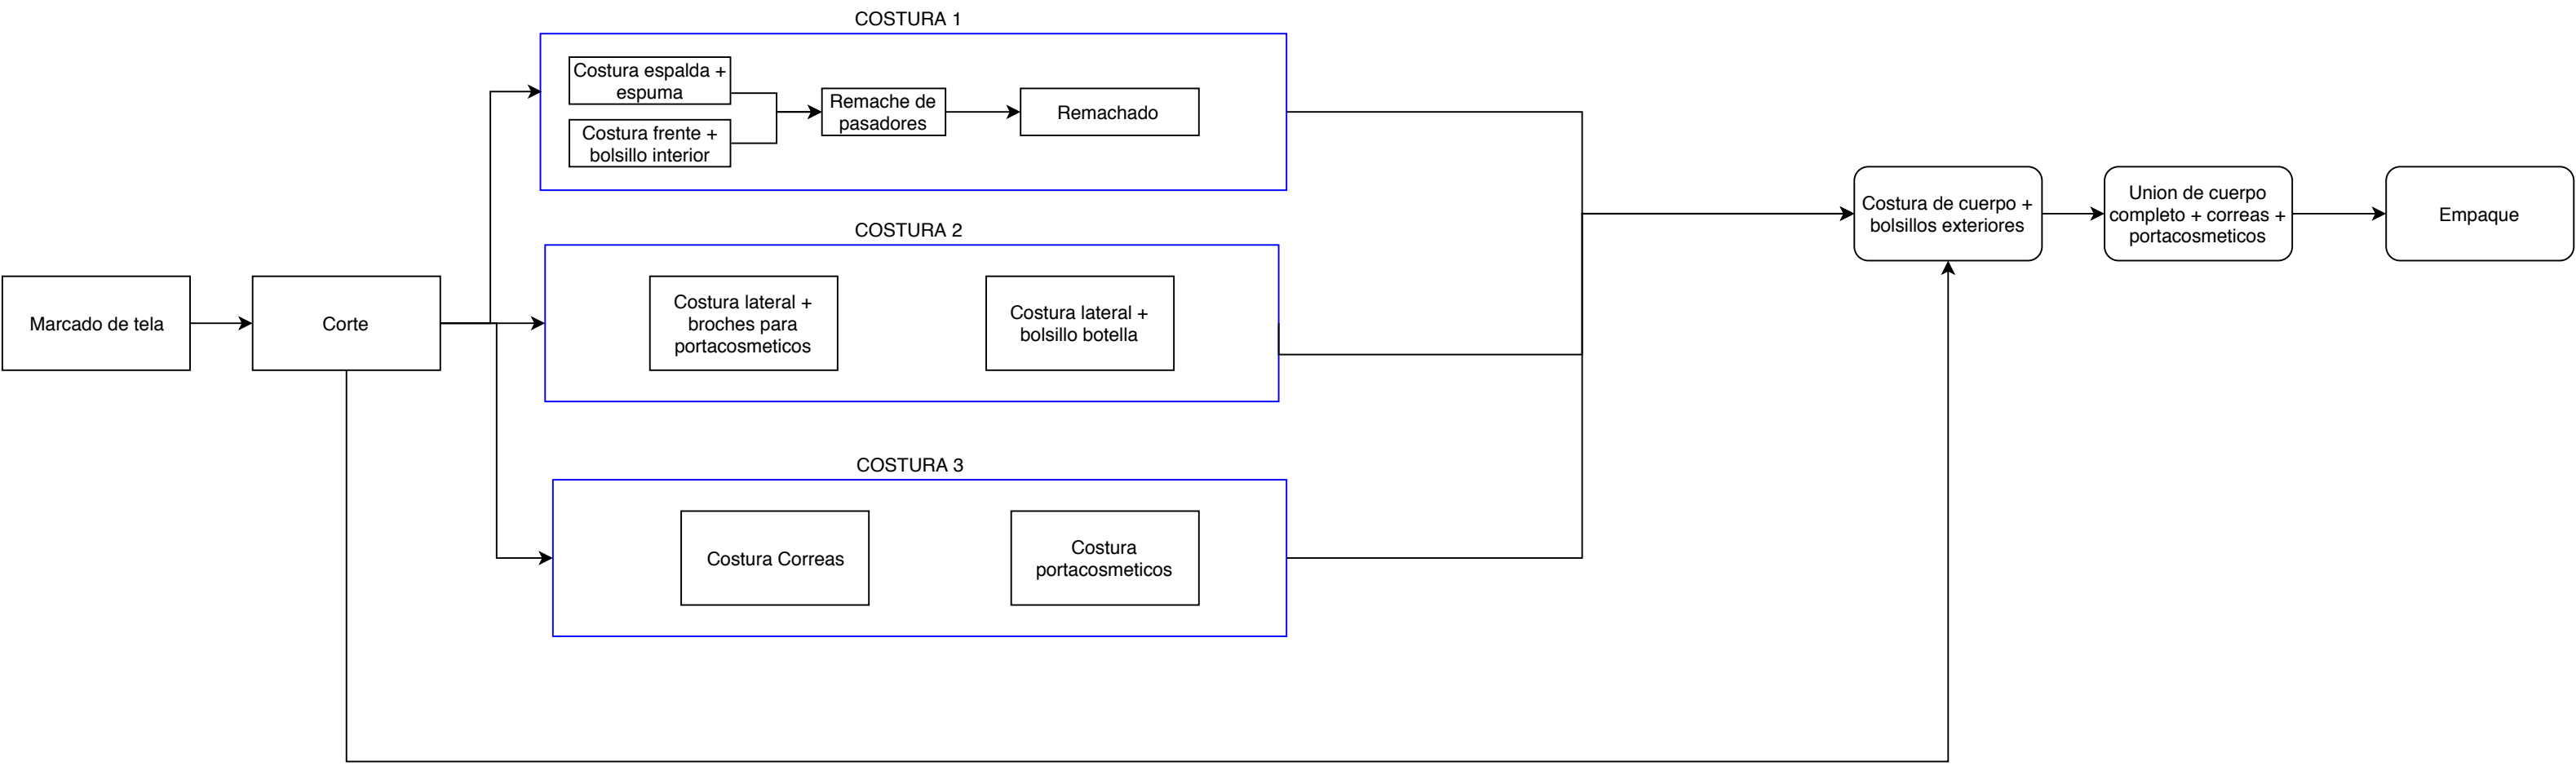 COSTURA 1
Costura espalda +
espuma
Costura frente +
bolsillo interior
Remache de
pasadores
Remachado
COSTURA 2
Marcado de tela
Corte
Costura lateral +
broches para
portacosmeticos
Costura lateral +
bolsillo botella
COSTURA 3
Costura Correas
Costura
portacosmeticos
Costura de cuerpo +
bolsillos exteriores
Union de cuerpo
completo + correas +
portacosmeticos
Empaque